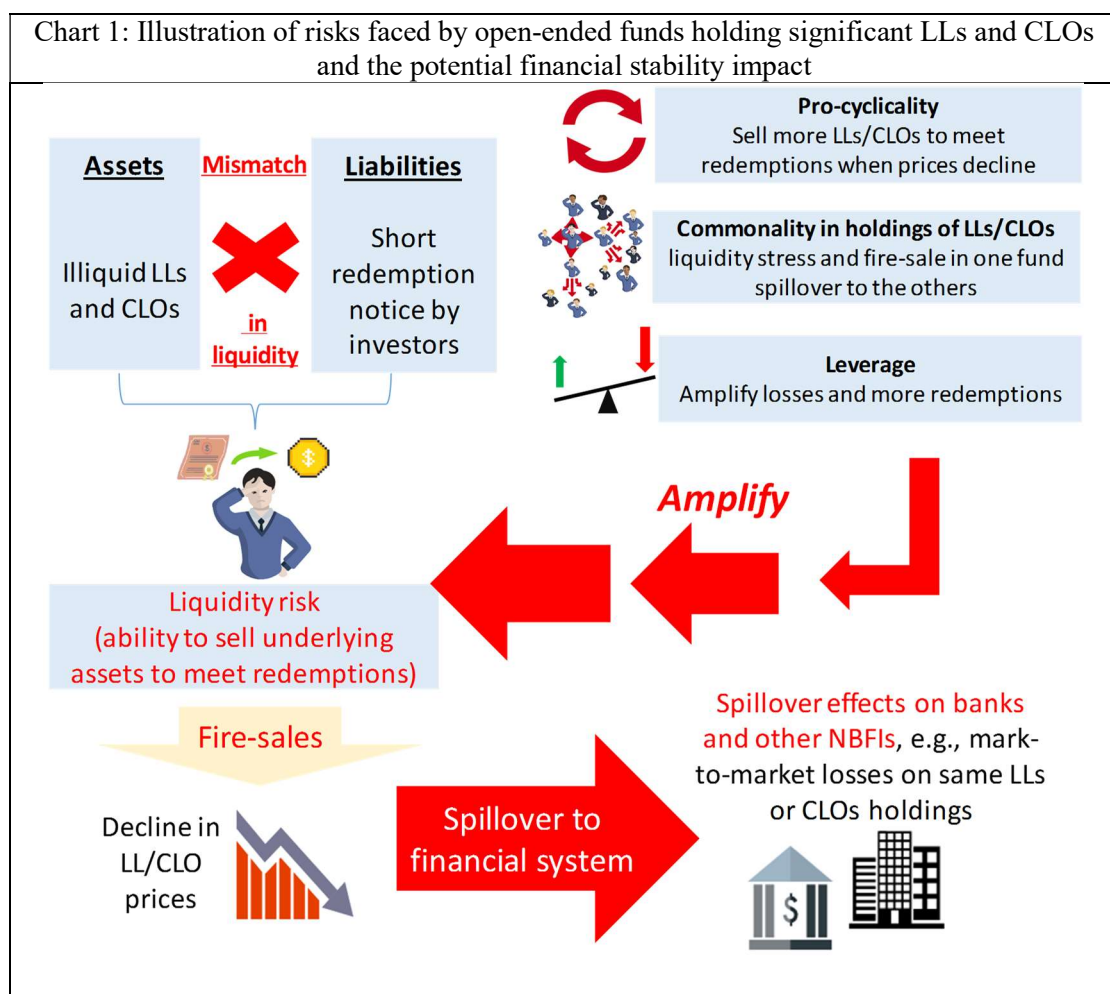 Chart 1: Illustration of risks faced by open-ended funds holding significant LLs and CLOs
and the potential financial stability impact
Assets
Illiquid LLs
and CLOs
Mismatch
in
liquidity
Liabilities
Short
redemption
notice by
investors
Pro-cyclicality
Sell more LLs/CLOs to meet
redemptions when prices decline
Commonality in holdings of LLs/CLOs
liquidity stress and fire-sale in one fund
spillover to the others
Leverage
Amplify losses and more redemptions
$
Amplify
Liquidity risk
(ability to sell underlying
assets to meet redemptions)
Fire-sales
Decline in
LL/CLO
prices
Spillover to
financial system
Spillover effects on banks
and other NBFIs, e.g., mark-
to-market losses on same LLs
or CLOs holdings
$